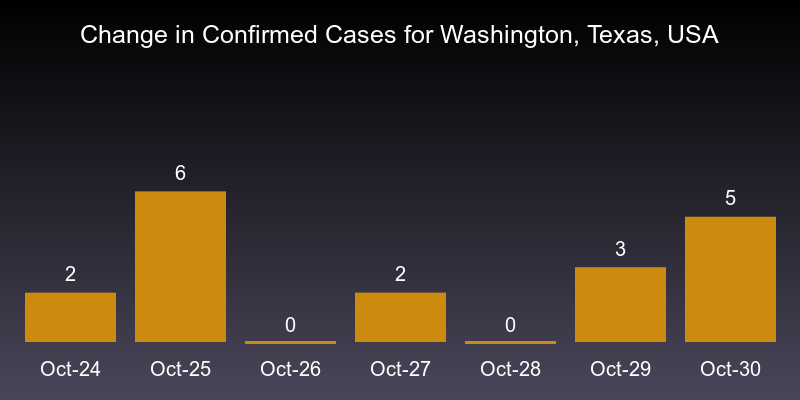 Change in Confirmed Cases for Washington, Texas, USA
2
6
0
2
0
3
5
Oct-24
Oct-25
Oct-26
Oct-27
Oct-28
Oct-29
Oct-30